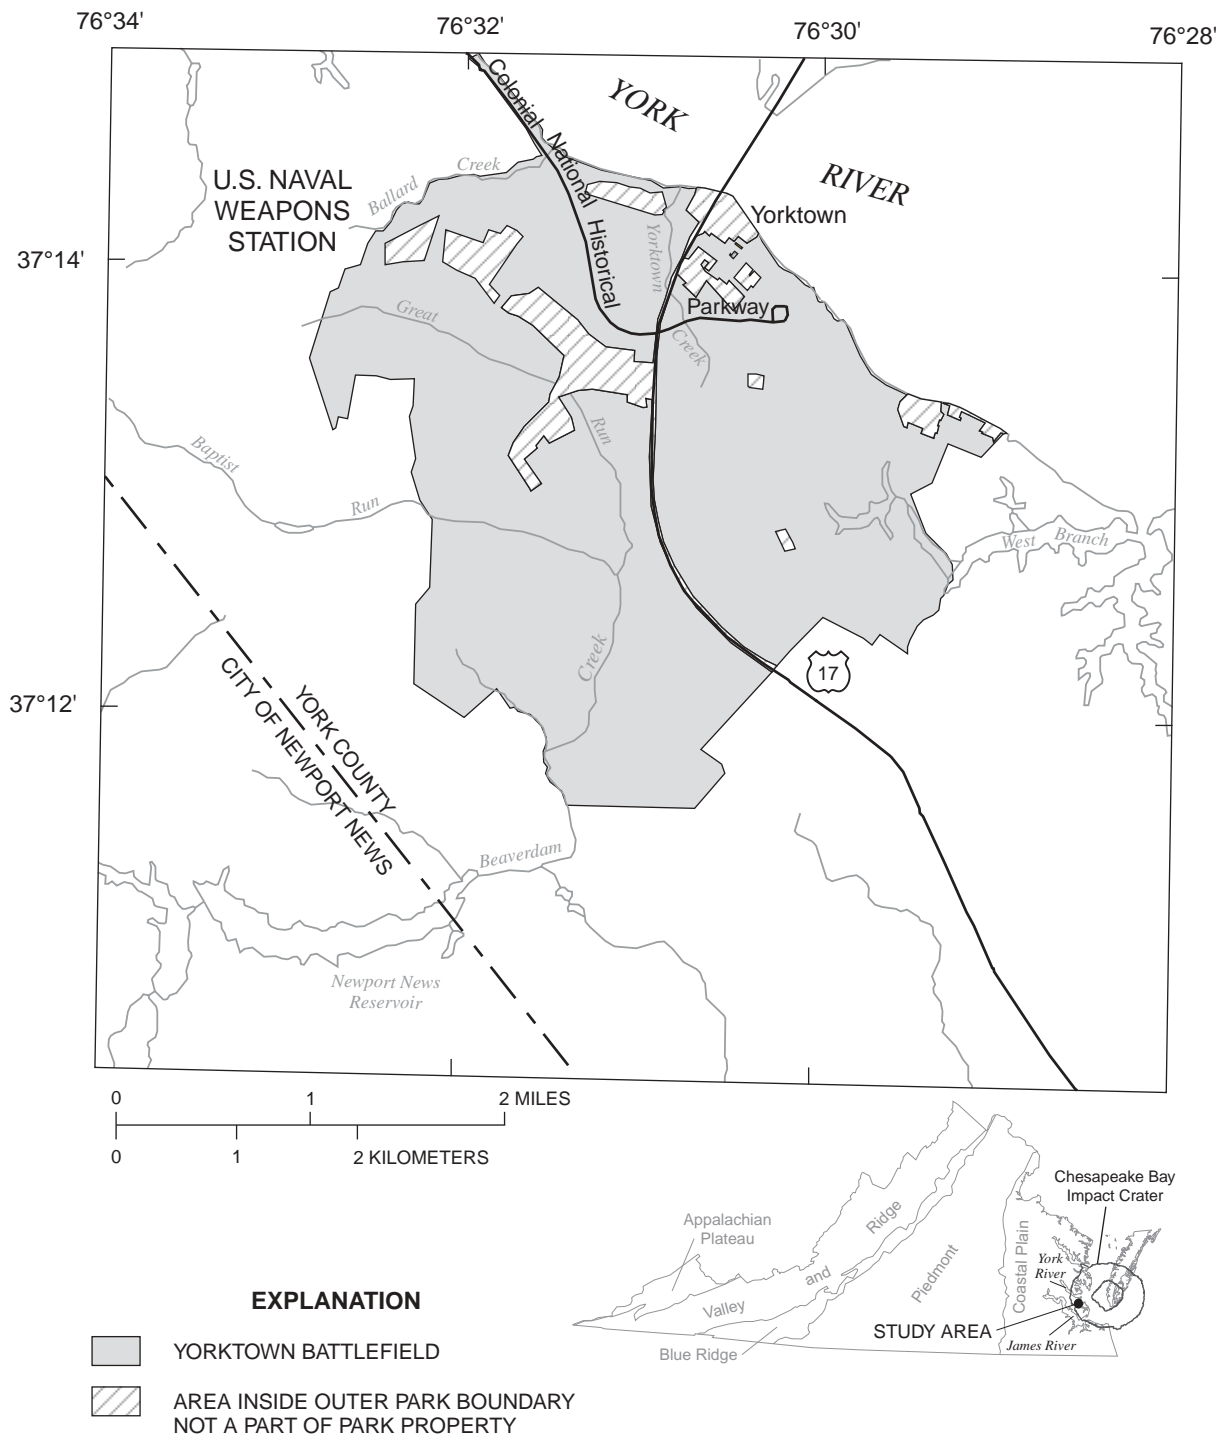 76°34'
76°32'
76°30'
76°28'
37°14'
37°12'
YORK
RIVER
Colonial National Historical
Parkway
U.S. NAVAL
WEAPONS
STATION
Ballard
Creek
Yorktown
Yorktown
Creek
Great
Run
Baptist
Run
Creek
West Branch
17
YORK COUNTY
CITY OF NEWPORT NEWS
Beaverdam
Newport News
Reservoir
0 1 2 MILES
0 1 2 KILOMETERS
Chesapeake Bay
Impact Crater
Appalachian
Plateau
Ridge
and
Valley
Blue Ridge
Piedmont
Coastal Plain
York
River
STUDY AREA
James River
EXPLANATION
YORKTOWN BATTLEFIELD
AREA INSIDE OUTER PARK BOUNDARY
NOT A PART OF PARK PROPERTY